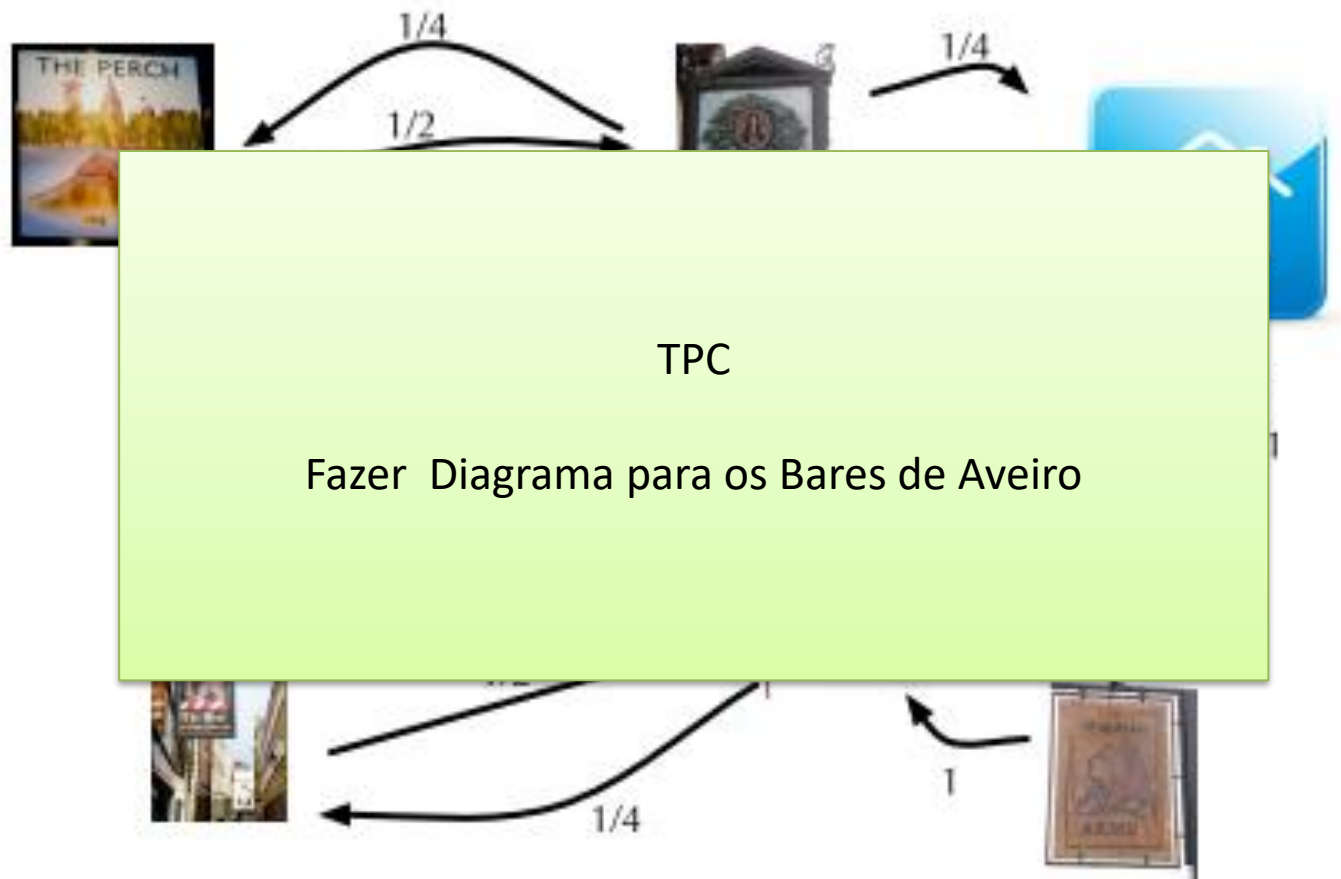 1/4
1/4
THE PERCH
1/2
TPC
Fazer Diagrama para os Bares de Aveiro
1
1/4